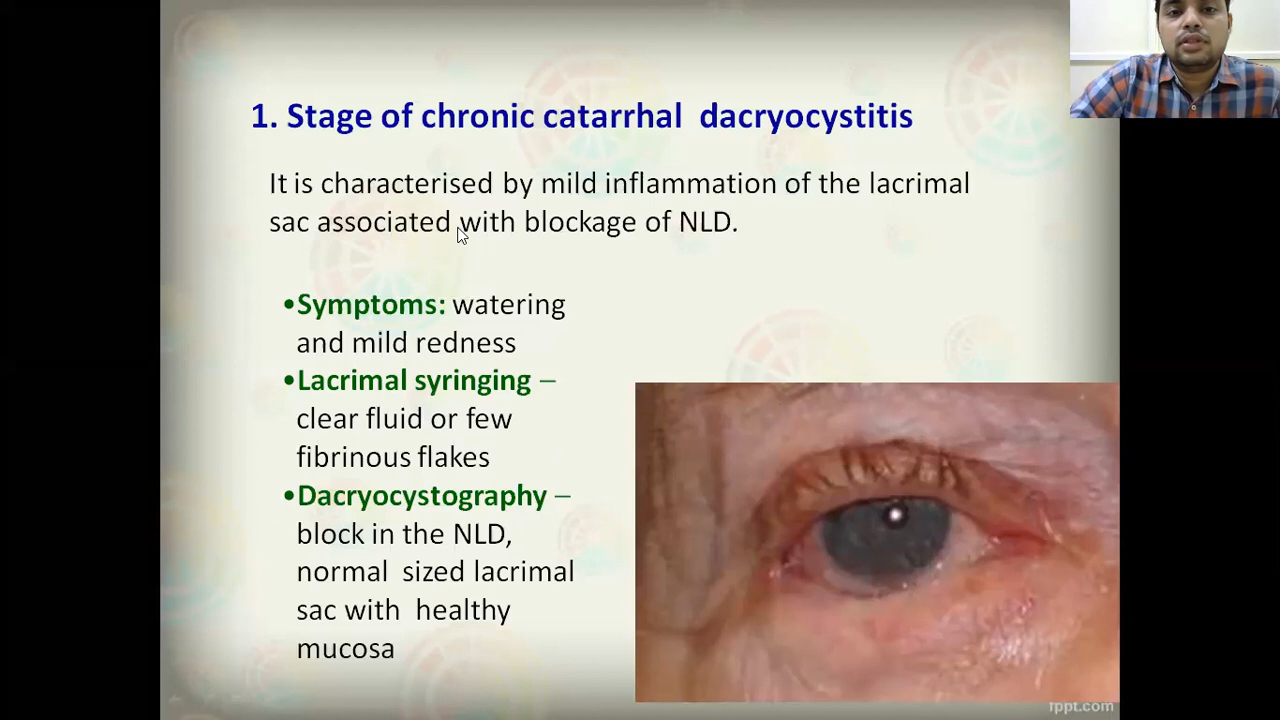 1. Stage of chronic catarrhal dacryocystitis
It is characterised by mild inflammation of the lacrimal
sac associated with blockage of NLD.
•Symptoms: watering
and mild redness
•Lacrimal syringing –
clear fluid or few
fibrinous flakes
•Dacryocystography –
block in the NLD,
normal sized lacrimal
sac with healthy
mucosa
fppt.com